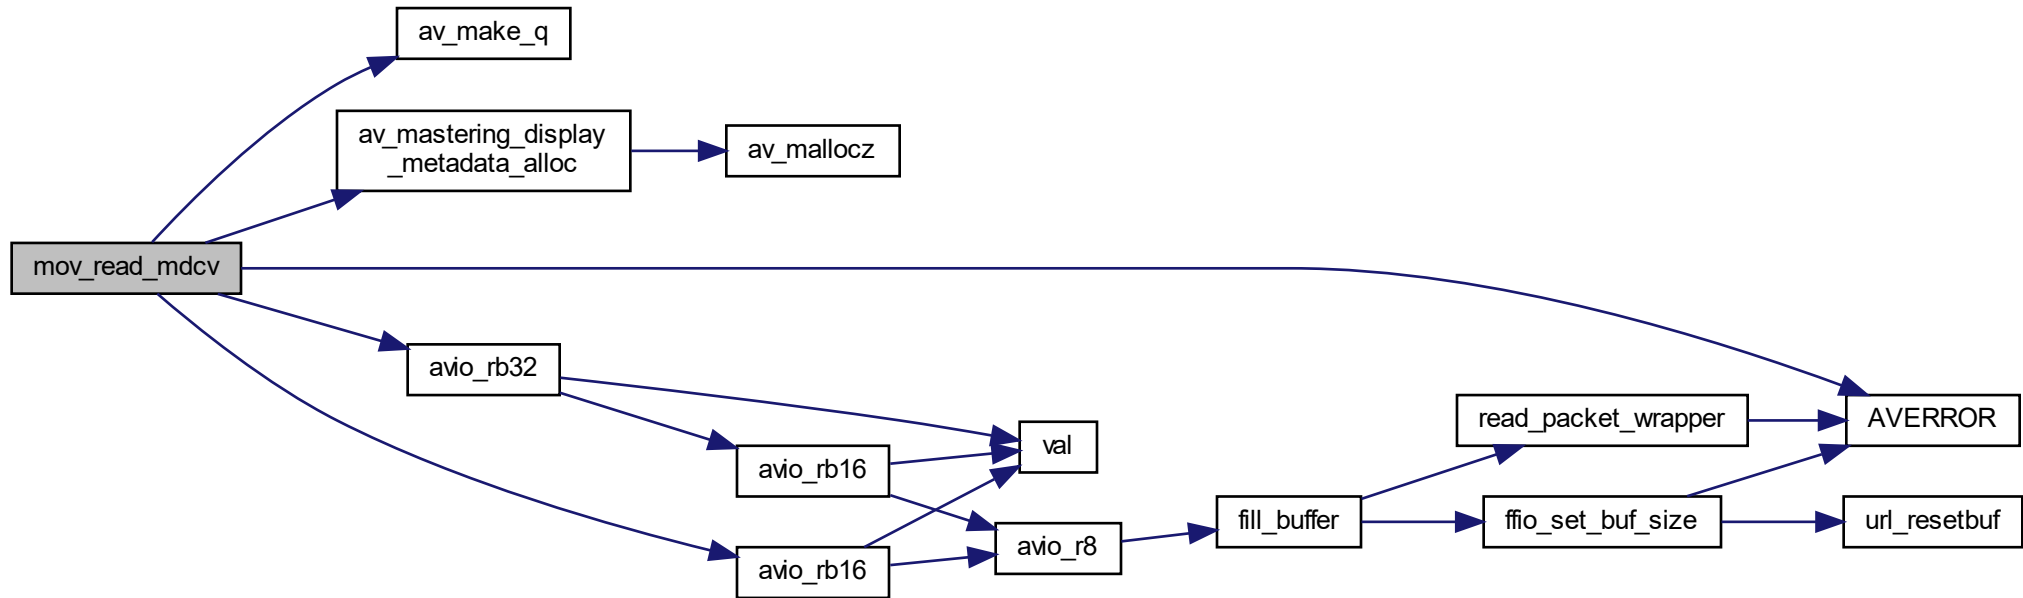 av_make_q
av_mastering_display
_metadata_alloc
av_mallocz
mov_read_mdcv
avio_rb32
read_packet_wrapper
AVERROR
val
avio_rb16
fill_buffer
ffio_set_buf_size
url_resetbuf
avio_r8
avio_rb16